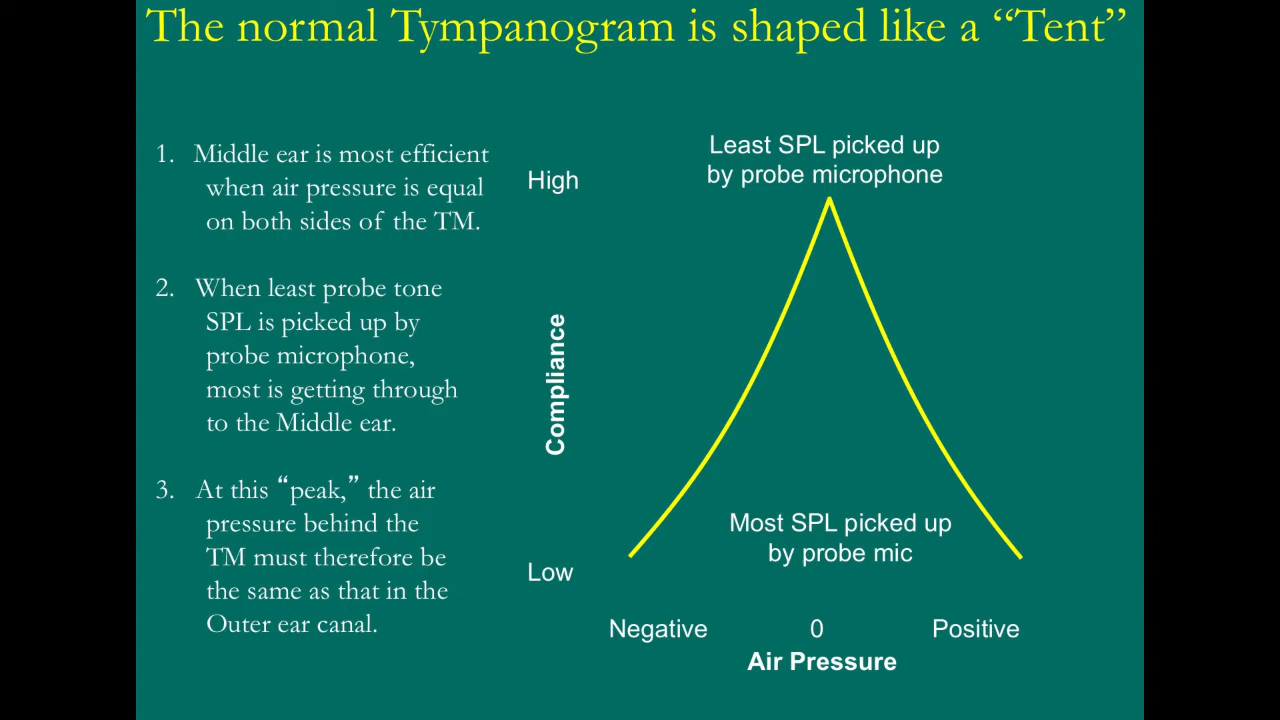 The normal Tympanogram is shaped like a “Tent”
1. Middle ear is most efficient
when air pressure is equal
on both sides of the TM.
2. When least probe tone
SPL is picked up by
probe microphone,
most is getting through
to the Middle ear.
3. At this “peak,” the air
pressure behind the
TM must therefore be
the same as that in the
Outer ear canal.
High
Compliance
Low
Least SPL picked up
by probe microphone
Most SPL picked up
by probe mic
Negative 0 Positive
Air Pressure